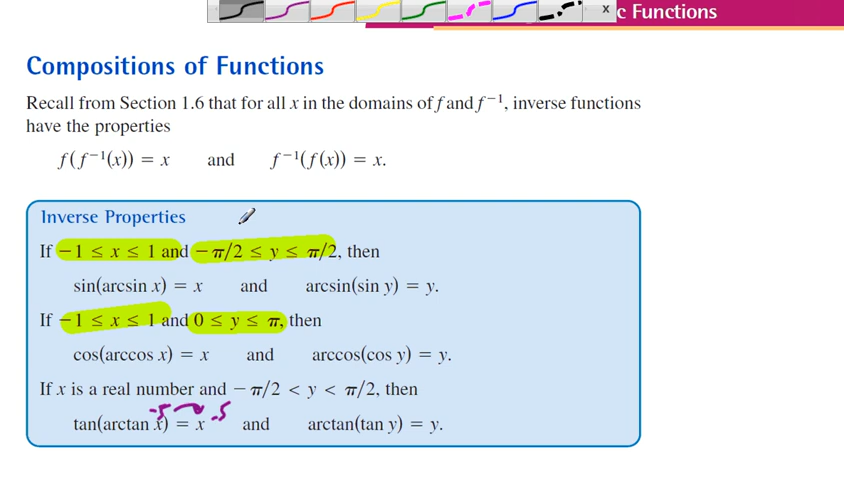 x c Functions
Compositions of Functions
Recall from Section 1.6 that for all x in the domains of f and f⁻¹, inverse functions
have the properties
f(f⁻¹(x)) = x and f⁻¹(f(x)) = x.
Inverse Properties
If −1 ≤ x ≤ 1 and −π/2 ≤ y ≤ π/2, then
sin(arcsin x) = x and arcsin(sin y) = y.
If −1 ≤ x ≤ 1 and 0 ≤ y ≤ π, then
cos(arccos x) = x and arccos(cos y) = y.
If x is a real number and −π/2 < y < π/2, then
-5 -5
tan(arctan x) = x and arctan(tan y) = y.